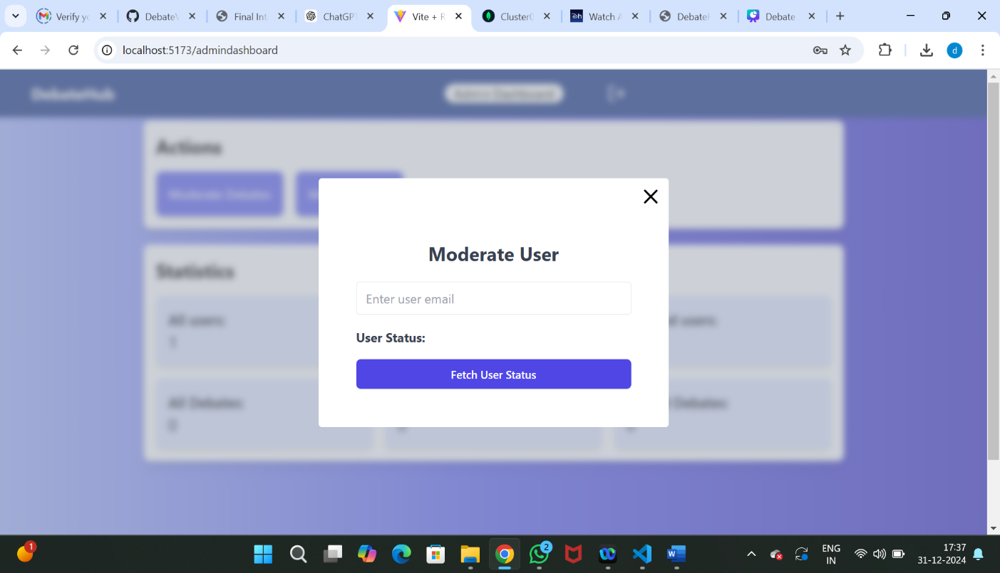 Verify yo
Debate
Final Int
ChatGPT
Vite + R
Cluster0
Watch A
Debate
Debate
localhost:5173/admindashboard
d
DebateHub
Admin Dashboard
Actions
Moderate Debates
Moderate User
Enter user email
User Status:
Fetch User Status
Statistics
All users:
1
d users:
All Debates:
0
0
Debates:
0
1
2
ENG
IN
17:37
31-12-2024